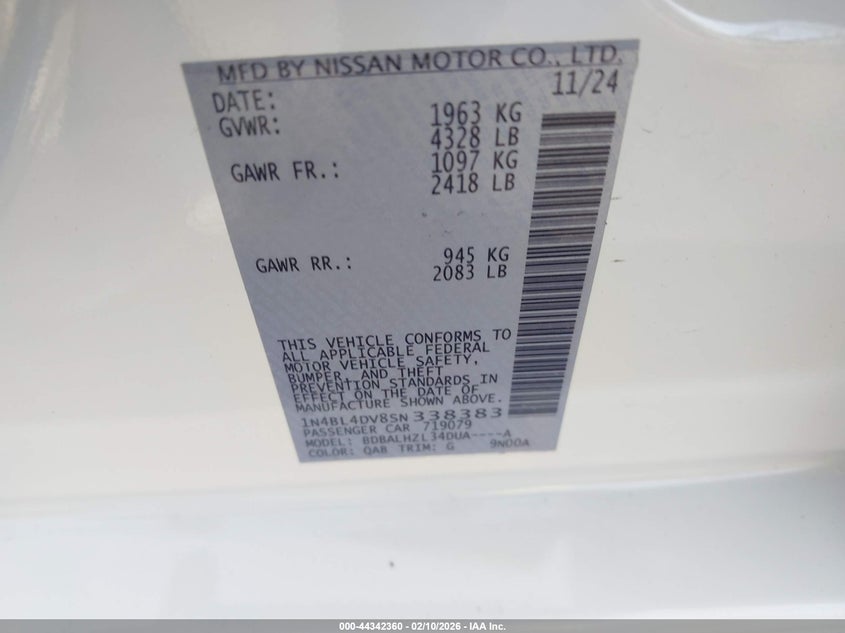 MFD BY NISSAN MOTOR CO., LTD.
DATE: 11/24
GVWR: 1963 KG
4328 LB
GAWR FR.: 1097 KG
2418 LB
GAWR RR.: 945 KG
2083 LB
THIS VEHICLE CONFORMS TO
ALL APPLICABLE FEDERAL
MOTOR VEHICLE SAFETY,
BUMPER, AND THEFT
PREVENTION STANDARDS IN
EFFECT ON THE DATE OF
MANUFACTURE SHOWN ABOVE.
1N4BL4DV8SN338383
PASSENGER CAR 719079
MODEL: BDBALHZL34DUA----A
COLOR: QAB TRIM: G 9N00A
000-44342360 — 02/10/2026 — IAA Inc.